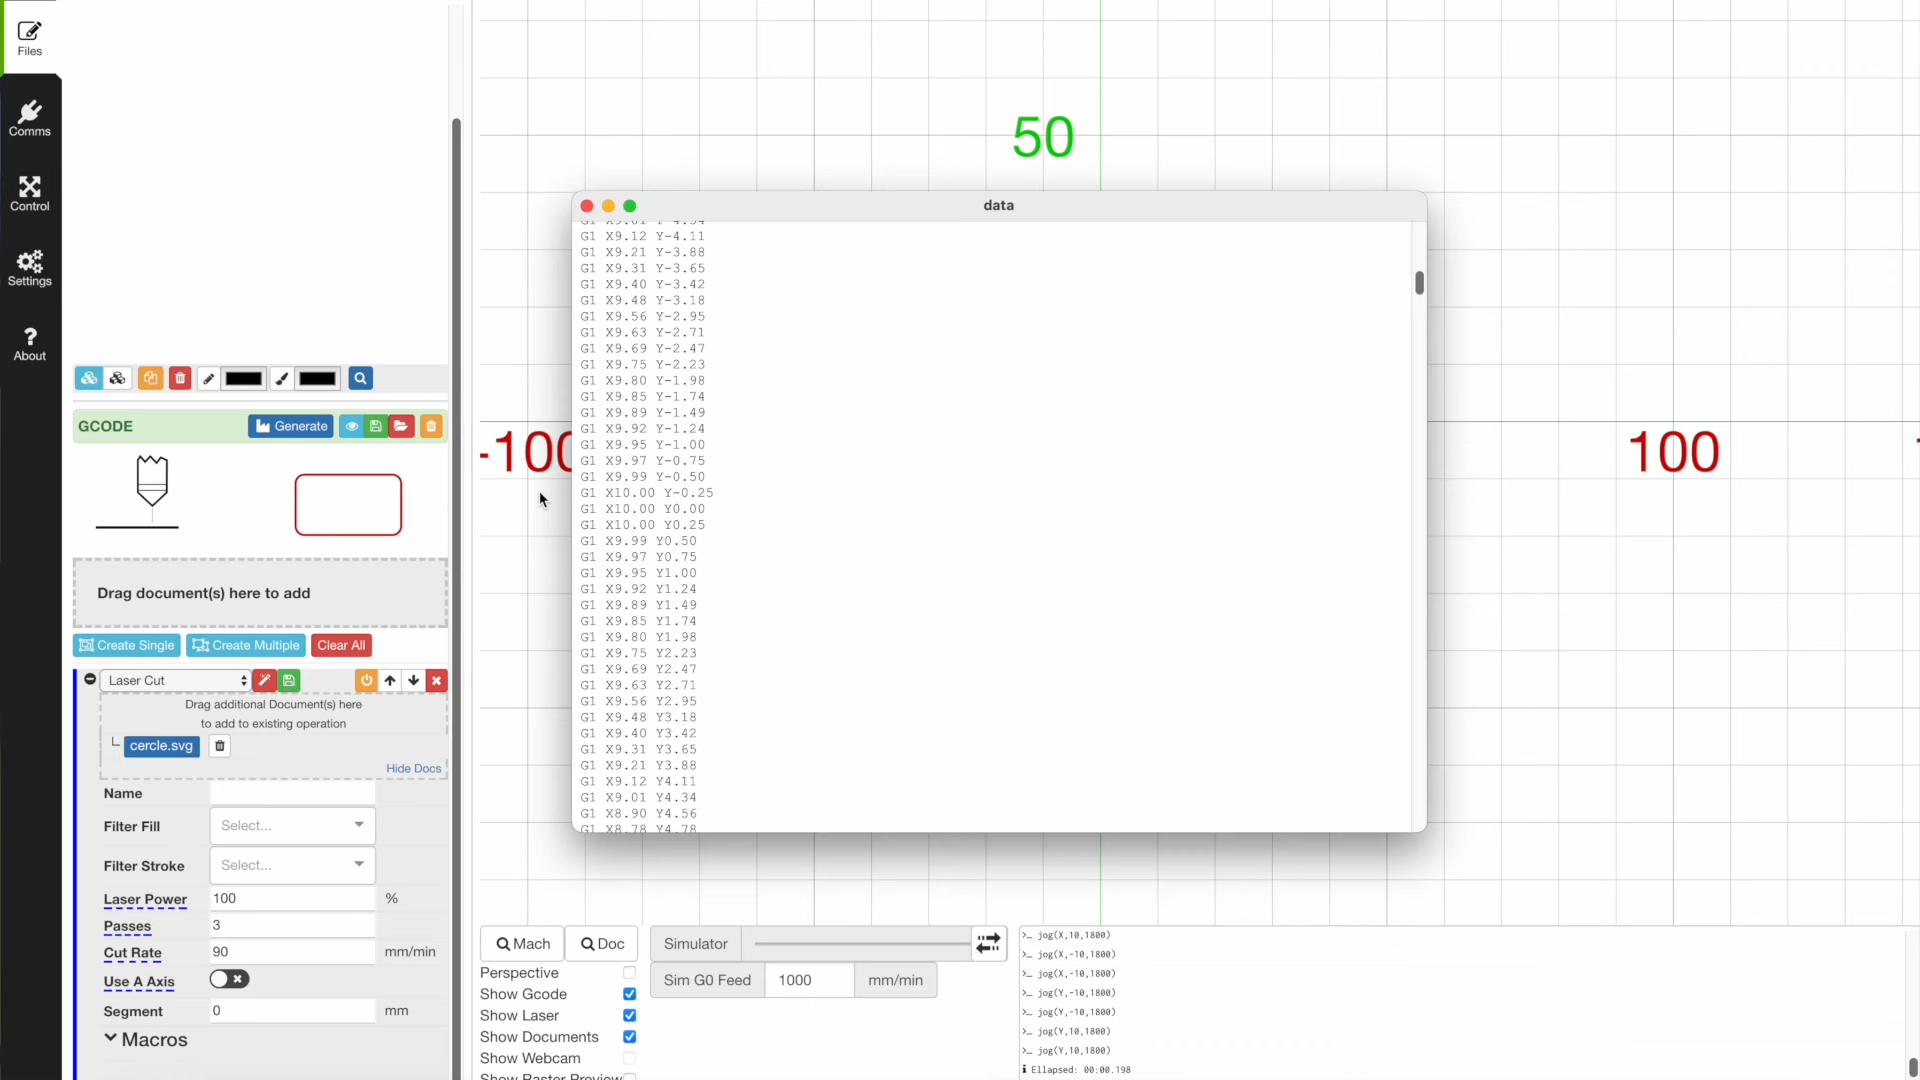 Files
Comms
Control
Settings
About
GCODE
Generate
Drag document(s) here to add
Create Single
Create Multiple
Clear All
Laser Cut
Drag additional Document(s) here
to add to existing operation
cercle.svg
Hide Docs
Name
Filter Fill
Select...
Filter Stroke
Select...
Laser Power
100
%
Passes
3
Cut Rate
90
mm/min
Use A Axis
Segment
0
mm
Macros
50
-100
100
data
G1 X9.12 Y-4.11
G1 X9.21 Y-3.88
G1 X9.31 Y-3.65
G1 X9.40 Y-3.42
G1 X9.48 Y-3.18
G1 X9.56 Y-2.95
G1 X9.63 Y-2.71
G1 X9.69 Y-2.47
G1 X9.75 Y-2.23
G1 X9.80 Y-1.98
G1 X9.85 Y-1.74
G1 X9.89 Y-1.49
G1 X9.92 Y-1.24
G1 X9.95 Y-1.00
G1 X9.97 Y-0.75
G1 X9.99 Y-0.50
G1 X10.00 Y-0.25
G1 X10.00 Y0.00
G1 X10.00 Y0.25
G1 X9.99 Y0.50
G1 X9.97 Y0.75
G1 X9.95 Y1.00
G1 X9.92 Y1.24
G1 X9.89 Y1.49
G1 X9.85 Y1.74
G1 X9.80 Y1.98
G1 X9.75 Y2.23
G1 X9.69 Y2.47
G1 X9.63 Y2.71
G1 X9.56 Y2.95
G1 X9.48 Y3.18
G1 X9.40 Y3.42
G1 X9.31 Y3.65
G1 X9.21 Y3.88
G1 X9.12 Y4.11
G1 X9.01 Y4.34
G1 X8.90 Y4.56
G1 X8.78 Y4.78
Mach
Doc
Simulator
Perspective
Sim G0 Feed
1000
mm/min
Show Gcode
Show Laser
Show Documents
Show Webcam
Show Raster Preview
>_ jog(X,10,1800)
>_ jog(X,-10,1800)
>_ jog(X,-10,1800)
>_ jog(Y,-10,1800)
>_ jog(Y,-10,1800)
>_ jog(Y,10,1800)
>_ jog(Y,10,1800)
Ellapsed: 00:00.198